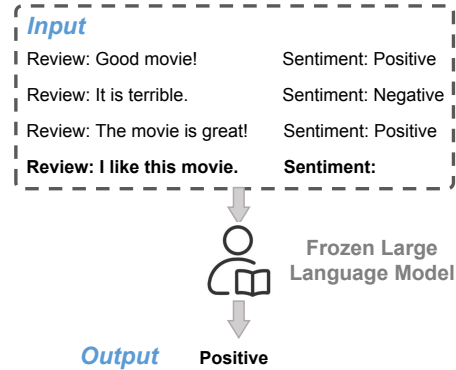 Input
Review: Good movie! Sentiment: Positive
Review: It is terrible. Sentiment: Negative
Review: The movie is great! Sentiment: Positive
Review: I like this movie. Sentiment:
Frozen Large
Language Model
Output Positive